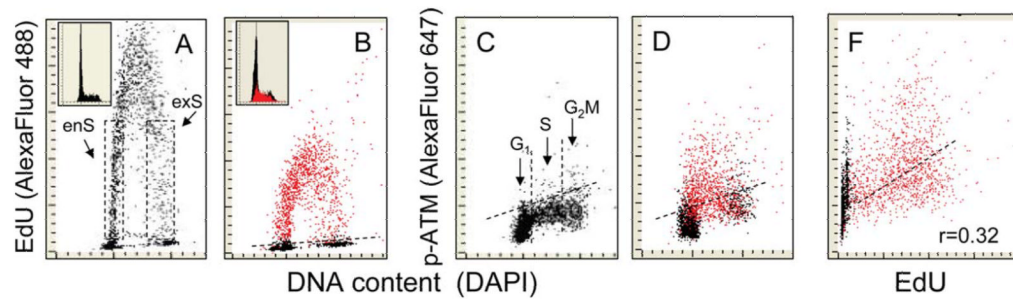 EdU (AlexaFluor 488)
A
enS
exS
B
p-ATM (AlexaFluor 647)
C
G1
S
G2M
D
F
r=0.32
DNA content (DAPI)
EdU